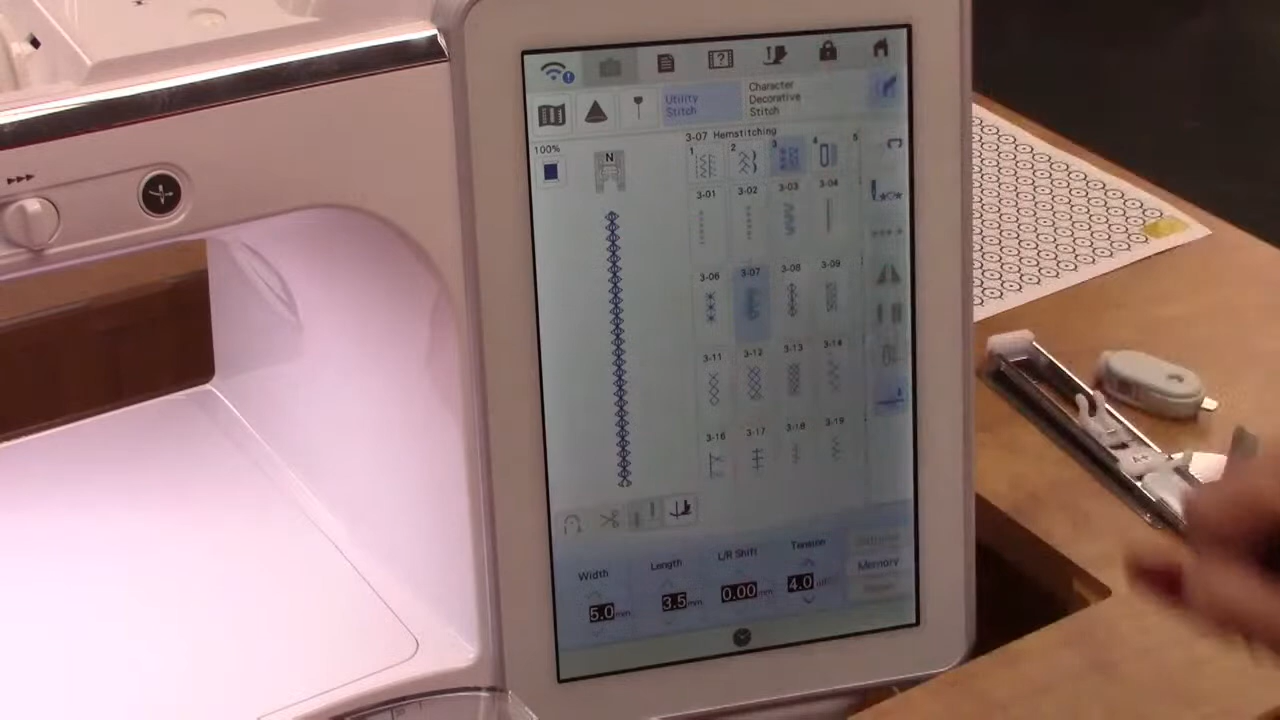 Utility
Stitch
Character
Decorative
Stitch
3-07 Hemstitching
100%
N
1
2
3
4
5
3-01
3-02
3-03
3-04
3-06
3-07
3-08
3-09
3-11
3-12
3-13
3-14
3-16
3-17
3-18
3-19
Width
Length
L/R Shift
Tension
5.0 mm
3.5 mm
0.00 mm
4.0
Memory
A+